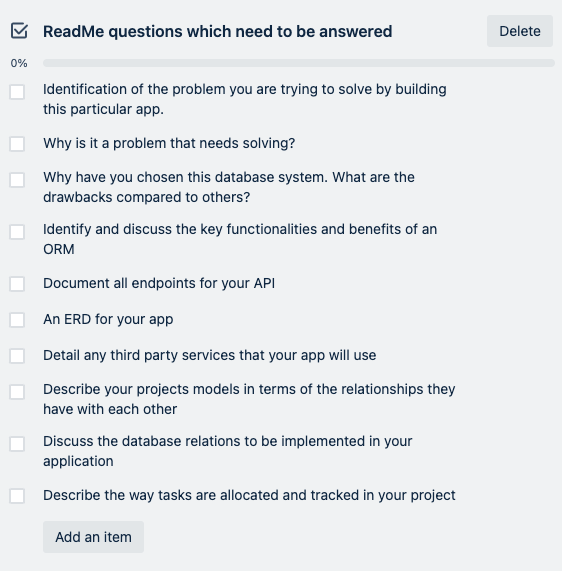 ReadMe questions which need to be answered
Delete
0%
Identification of the problem you are trying to solve by building
this particular app.
Why is it a problem that needs solving?
Why have you chosen this database system. What are the
drawbacks compared to others?
Identify and discuss the key functionalities and benefits of an
ORM
Document all endpoints for your API
An ERD for your app
Detail any third party services that your app will use
Describe your projects models in terms of the relationships they
have with each other
Discuss the database relations to be implemented in your
application
Describe the way tasks are allocated and tracked in your project
Add an item